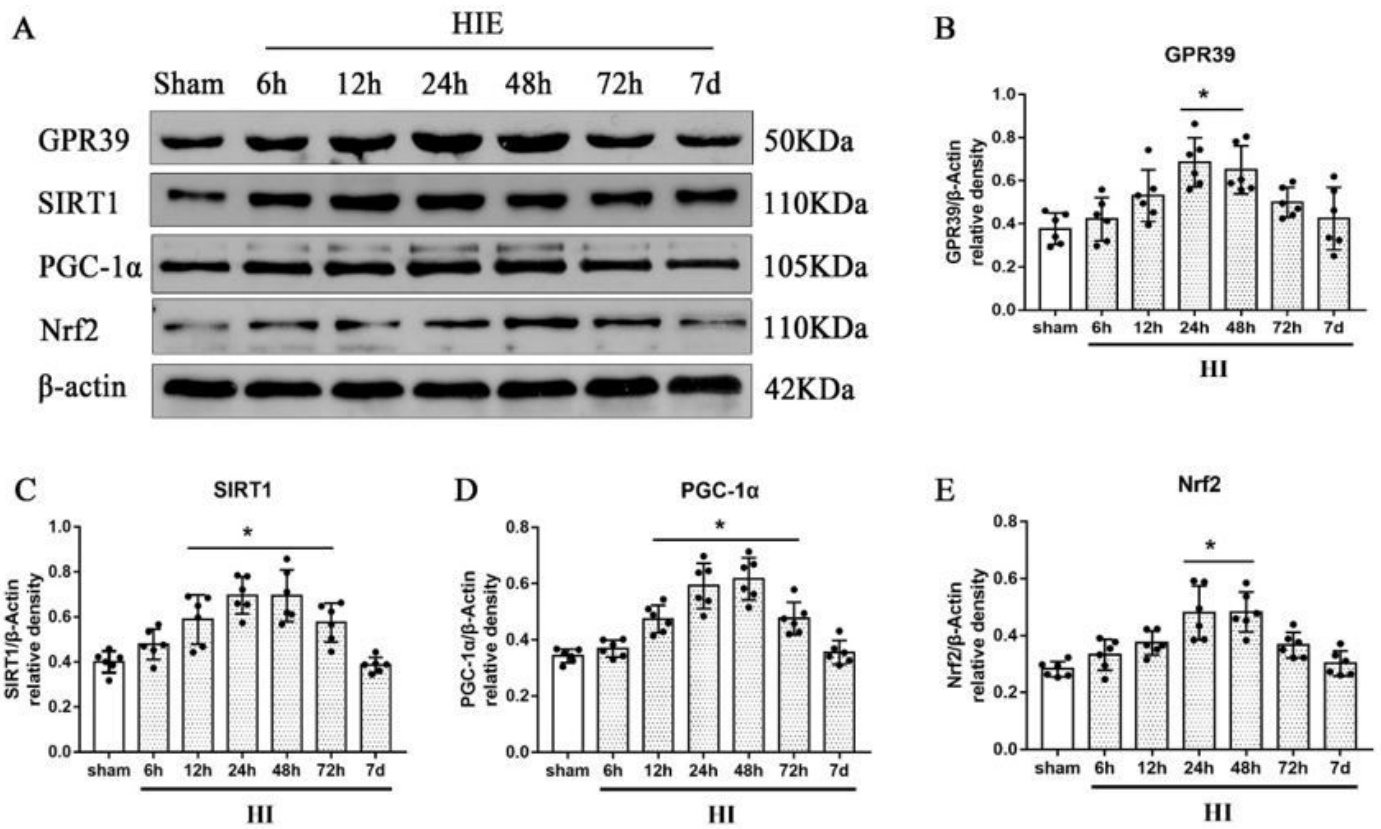 A
HIE
Sham 6h 12h 24h 48h 72h 7d
GPR39 50KDa
SIRT1 110KDa
PGC-1α 105KDa
Nrf2 110KDa
β-actin 42KDa
B
GPR39
*
GPR39/β-Actin
relative density
1.0
0.8
0.6
0.4
0.2
0.0
sham 6h 12h 24h 48h 72h 7d
HI
C
SIRT1
*
SIRT1/β-Actin
relative density
1.0
0.8
0.6
0.4
0.2
0.0
sham 6h 12h 24h 48h 72h 7d
HI
D
PGC-1α
*
PGC-1α/β-Actin
relative density
0.8
0.6
0.4
0.2
0.0
sham 6h 12h 24h 48h 72h 7d
HI
E
Nrf2
*
Nrf2/β-Actin
relative density
0.8
0.6
0.4
0.2
0.0
sham 6h 12h 24h 48h 72h 7d
HI